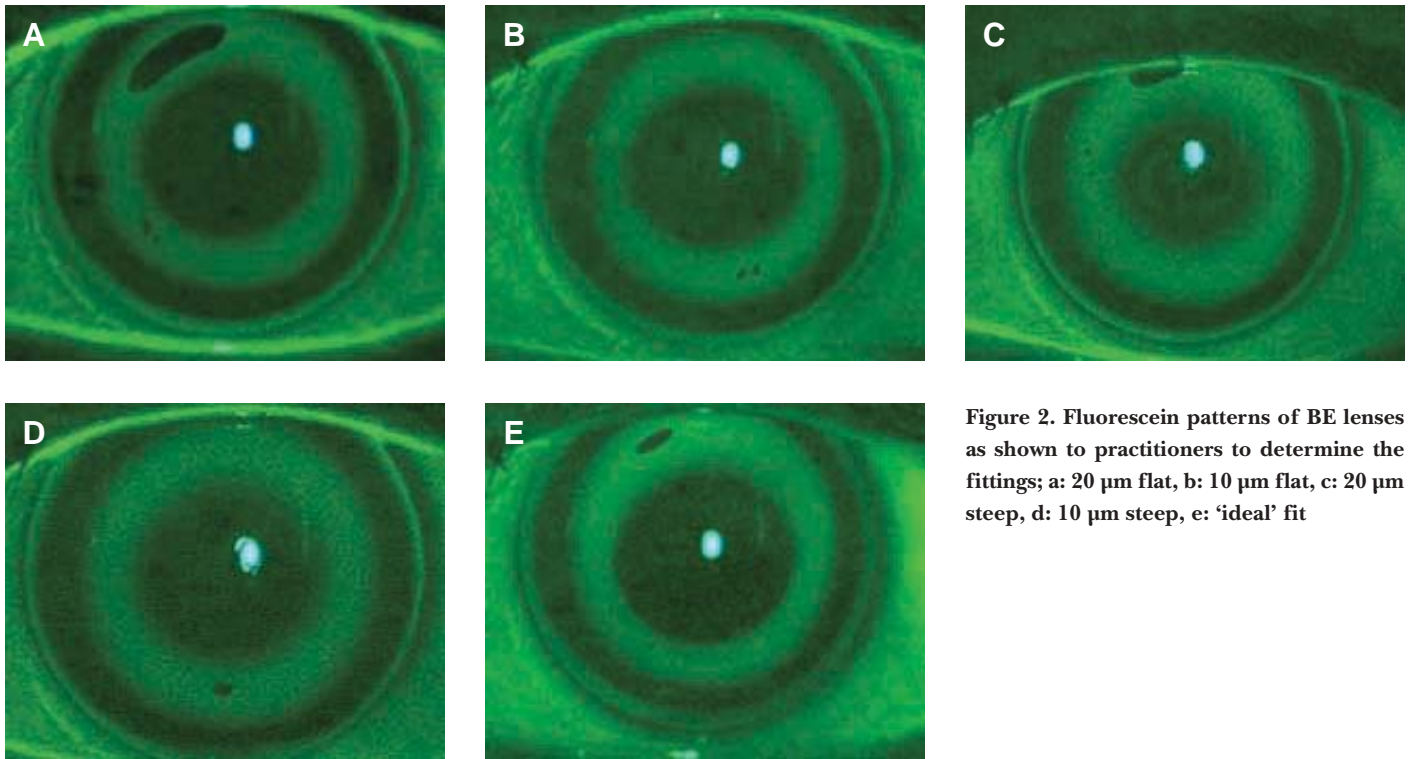 A
B
C
D
E
Figure 2. Fluorescein patterns of BE lenses
as shown to practitioners to determine the
fittings; a: 20 µm flat, b: 10 µm flat, c: 20 µm
steep, d: 10 µm steep, e: ‘ideal’ fit